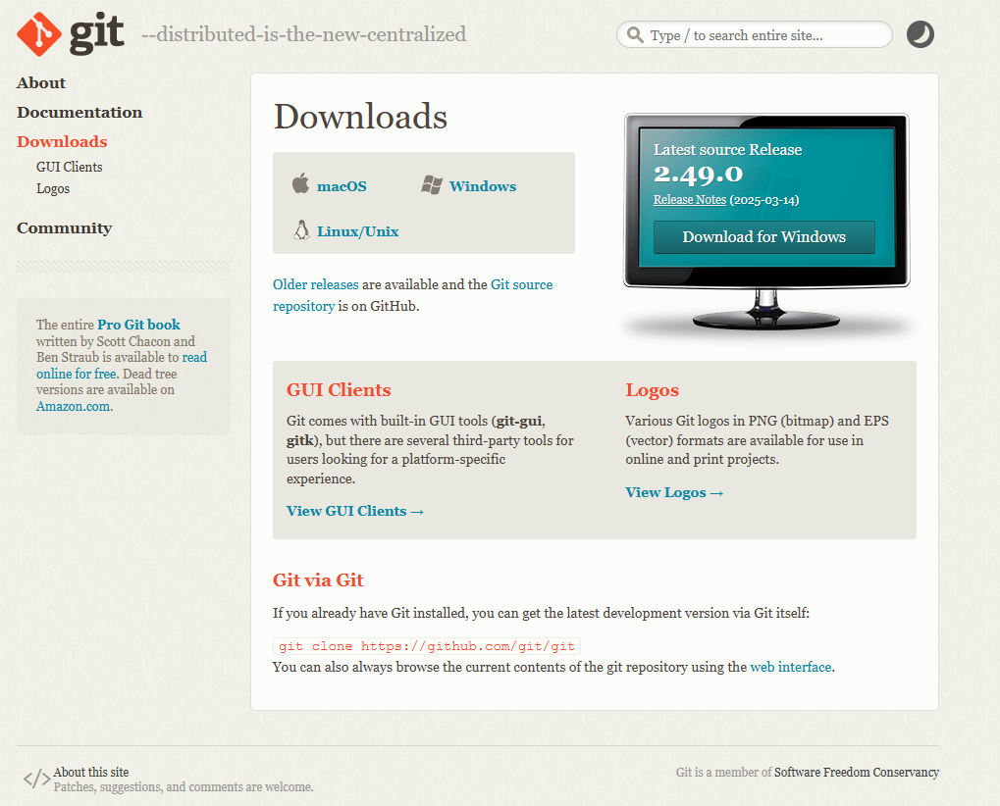 git --distributed-is-the-new-centralized
Type / to search entire site...
About
Documentation
Downloads
GUI Clients
Logos
Community
The entire Pro Git book
written by Scott Chacon and
Ben Straub is available to read
online for free. Dead tree
versions are available on
Amazon.com.
Downloads
macOS
Windows
Linux/Unix
Older releases are available and the Git source
repository is on GitHub.
Latest source Release
2.49.0
Release Notes (2025-03-14)
Download for Windows
GUI Clients
Git comes with built-in GUI tools (git-gui,
gitk), but there are several third-party tools for
users looking for a platform-specific
experience.
View GUI Clients →
Logos
Various Git logos in PNG (bitmap) and EPS
(vector) formats are available for use in
online and print projects.
View Logos →
Git via Git
If you already have Git installed, you can get the latest development version via Git itself:
git clone https://github.com/git/git
You can also always browse the current contents of the git repository using the web interface.
</> About this site
Patches, suggestions, and comments are welcome.
Git is a member of Software Freedom Conservancy